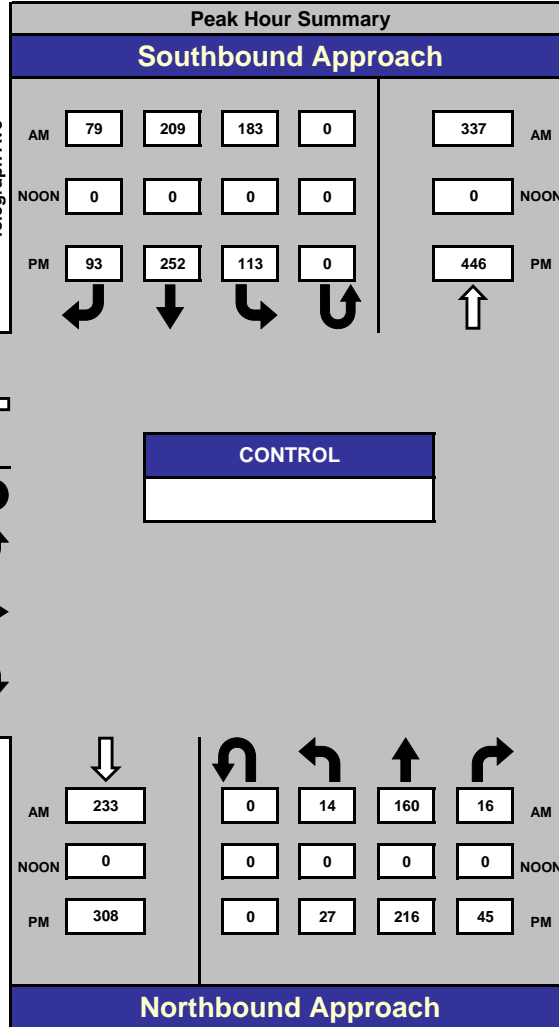 Peak Hour Summary
Southbound Approach
AM 79 209 183 0 337 AM
NOON 0 0 0 0 0 NOON
PM 93 252 113 0 446 PM
CONTROL
AM 233 0 14 160 16 AM
NOON 0 0 0 0 0 NOON
PM 308 0 27 216 45 PM
Northbound Approach